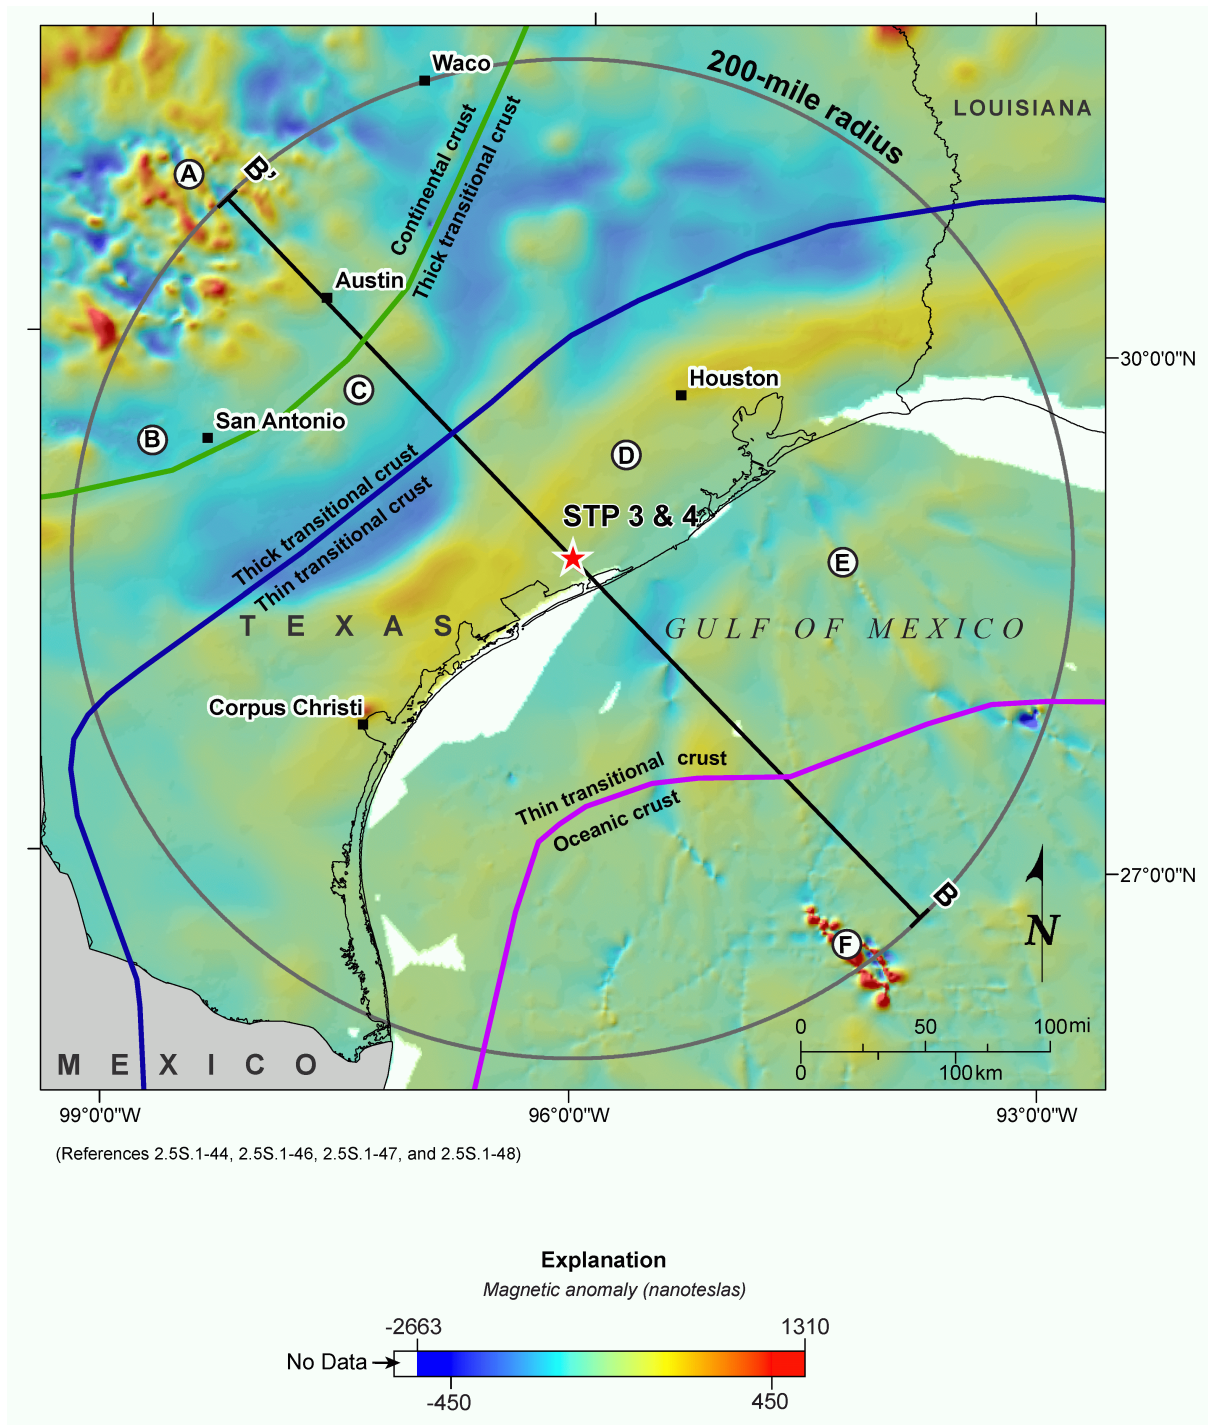 Waco
200-mile radius
LOUISIANA
Continental crust
Thick transitional crust
A
B’
Austin
30°0'0"N
Houston
C
San Antonio
B
D
Thick transitional crust
Thin transitional crust
STP 3 & 4
E
TEXAS
GULF OF MEXICO
Corpus Christi
Thin transitional crust
Oceanic crust
27°0'0"N
B
N
F
0 50 100mi
0 100km
MEXICO
99°0'0"W 96°0'0"W 93°0'0"W
(References 2.5S.1-44, 2.5S.1-46, 2.5S.1-47, and 2.5S.1-48)
Explanation
Magnetic anomaly (nanoteslas)
-2663 1310
No Data
-450 450